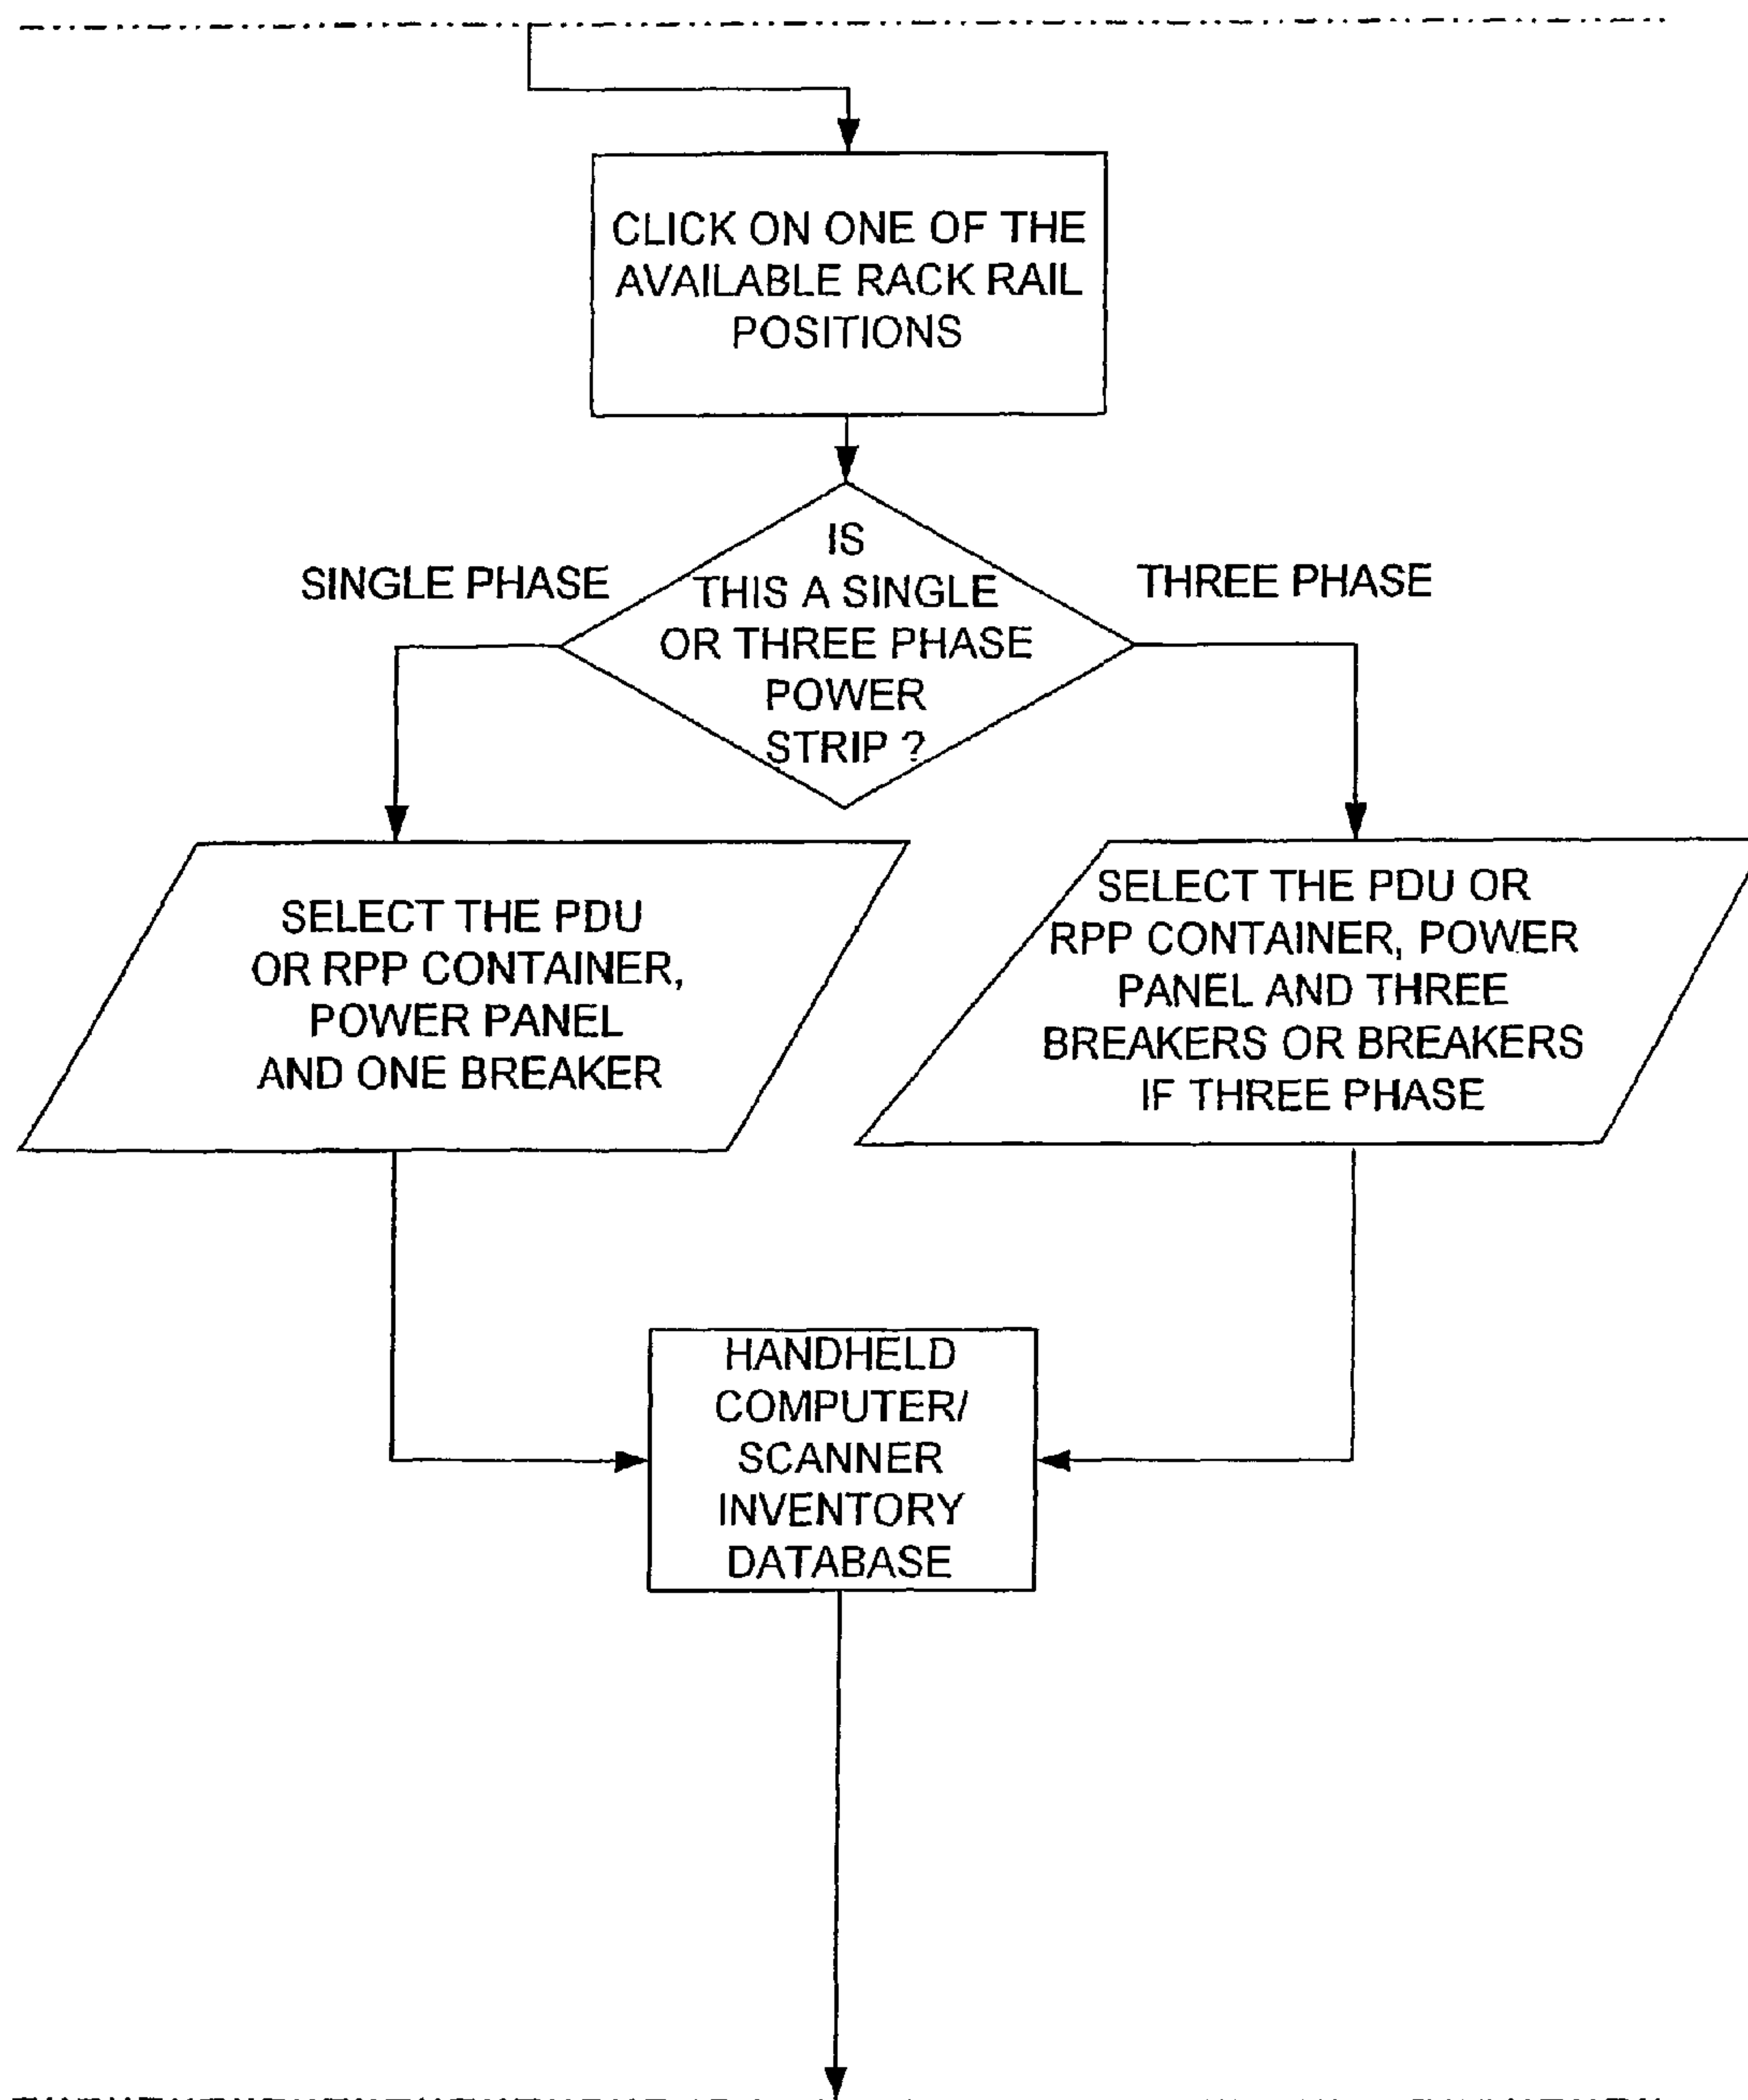 CLICK ON ONE OF THE
AVAILABLE RACK RAIL
POSITIONS
IS
THIS A SINGLE
OR THREE PHASE
POWER
STRIP ?
SINGLE PHASE
THREE PHASE
SELECT THE PDU
OR RPP CONTAINER,
POWER PANEL
AND ONE BREAKER
SELECT THE PDU OR
RPP CONTAINER, POWER
PANEL AND THREE
BREAKERS OR BREAKERS
IF THREE PHASE
HANDHELD
COMPUTER/
SCANNER
INVENTORY
DATABASE